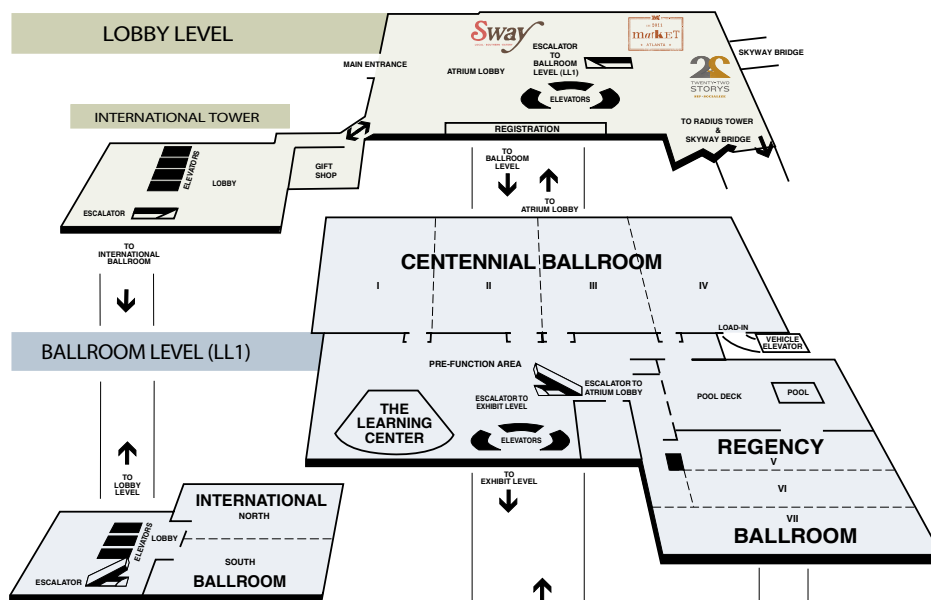 LOBBY LEVEL
Sway
EST. 2011
market
ATLANTA
22
TWENTY-TWO
STORYS
SKYWAY BRIDGE
MAIN ENTRANCE
ATRIUM LOBBY
ESCALATOR
TO
BALLROOM
LEVEL (LL1)
ELEVATORS
REGISTRATION
TO RADIUS TOWER
&
SKYWAY BRIDGE
INTERNATIONAL TOWER
ELEVATORS
LOBBY
GIFT
SHOP
ESCALATOR
TO
BALLROOM
LEVEL
TO
ATRIUM LOBBY
TO
INTERNATIONAL
BALLROOM
CENTENNIAL BALLROOM
I
II
III
IV
LOAD-IN
VEHICLE
ELEVATOR
BALLROOM LEVEL (LL1)
PRE-FUNCTION AREA
ESCALATOR TO
ATRIUM LOBBY
ESCALATOR TO
EXHIBIT LEVEL
ELEVATORS
THE
LEARNING
CENTER
POOL DECK
POOL
REGENCY
V
VI
VII
BALLROOM
TO
EXHIBIT LEVEL
TO
LOBBY
LEVEL
INTERNATIONAL
NORTH
SOUTH
BALLROOM
ELEVATORS
LOBBY
ESCALATOR